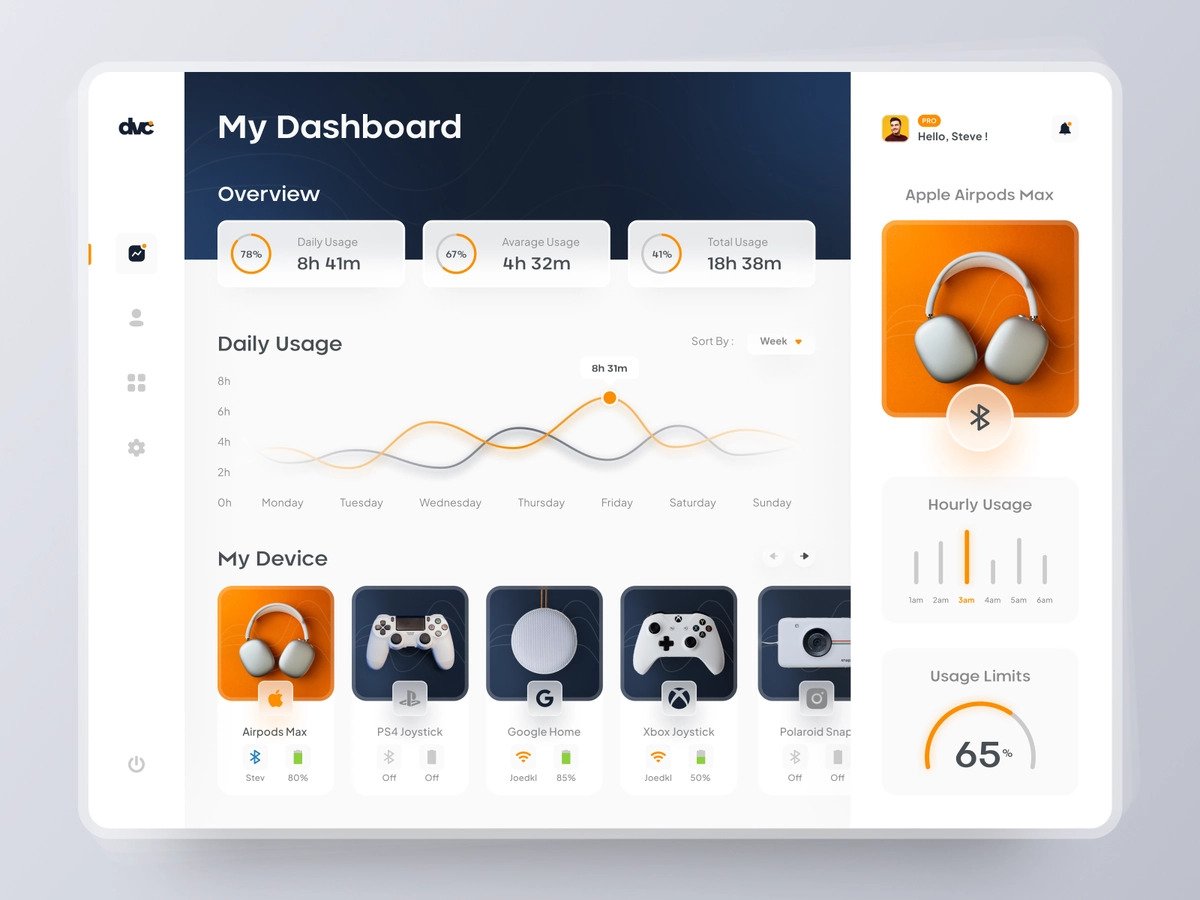 dvc
My Dashboard
Overview
78%
Daily Usage
8h 41m
67%
Avarage Usage
4h 32m
41%
Total Usage
18h 38m
Daily Usage
Sort By :
Week
8h 31m
8h
6h
4h
2h
0h
Monday
Tuesday
Wednesday
Thursday
Friday
Saturday
Sunday
My Device
Airpods Max
Stev
80%
PS4 Joystick
Off
Off
G
Google Home
Joedkl
85%
Xbox Joystick
Joedkl
50%
Polaroid Snap
Off
Off
PRO
Hello, Steve !
Apple Airpods Max
Hourly Usage
1am
2am
3am
4am
5am
6am
Usage Limits
65%